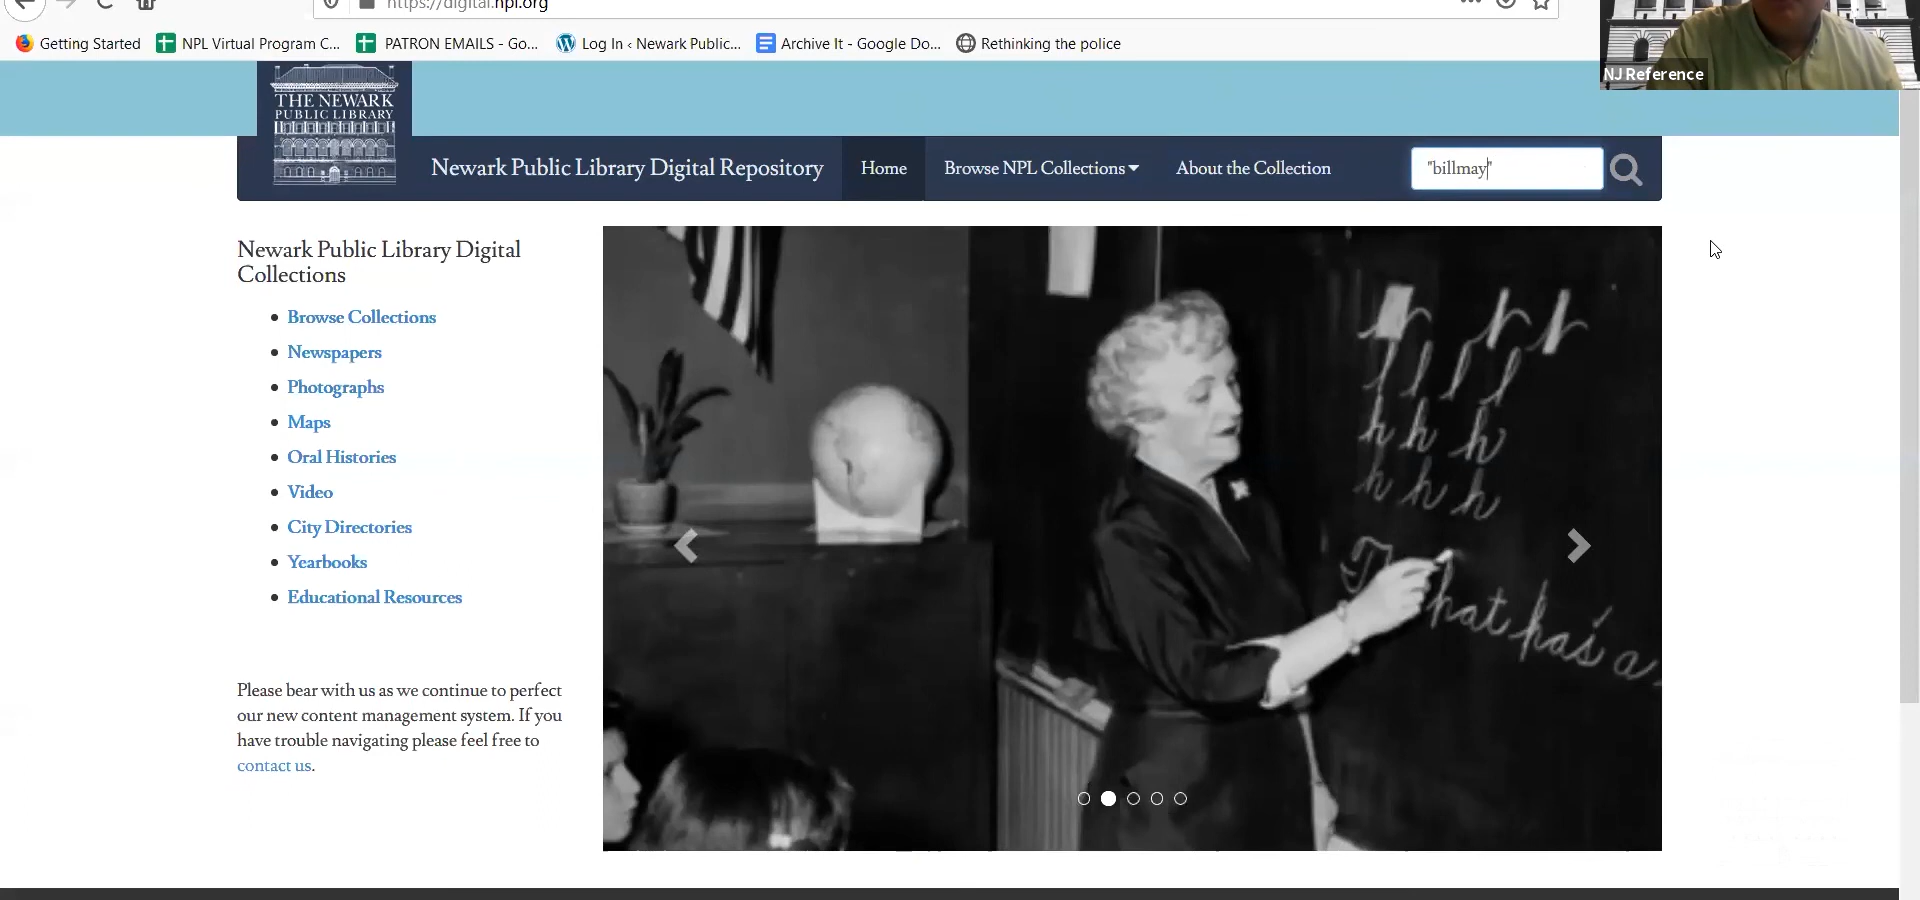 https://digital.npl.org
Getting Started NPL Virtual Program C... PATRON EMAILS - Go... Log In ‹ Newark Public... Archive It - Google Do... Rethinking the police
NJ Reference
THE NEWARK
PUBLIC LIBRARY
Newark Public Library Digital Repository Home Browse NPL Collections About the Collection "billmay"
Newark Public Library Digital
Collections
Browse Collections
Newspapers
Photographs
Maps
Oral Histories
Video
City Directories
Yearbooks
Educational Resources
Please bear with us as we continue to perfect
our new content management system. If you
have trouble navigating please feel free to
contact us.
l l l l
h h h
h h h
That has a